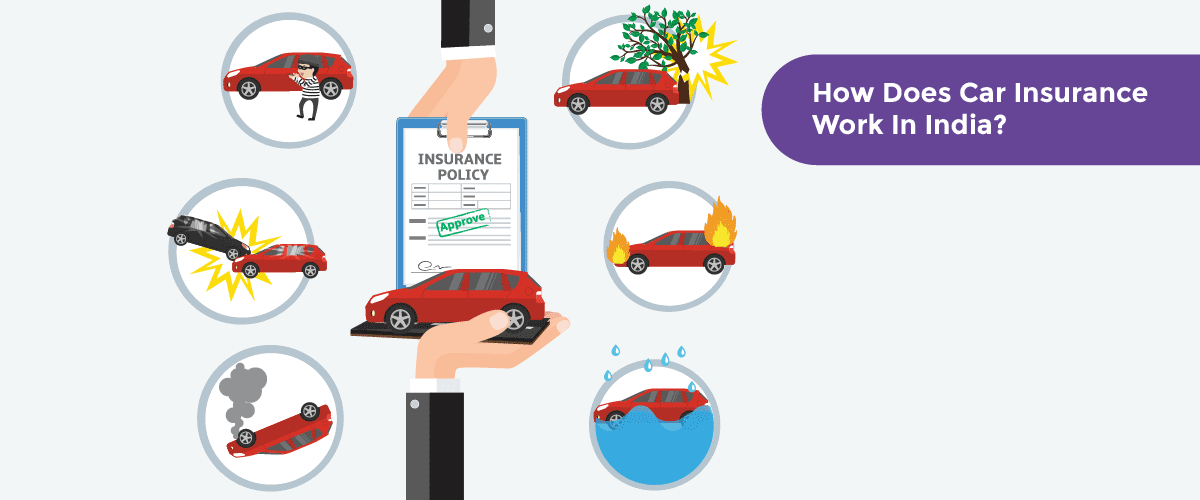 How Does Car Insurance
Work In India?
INSURANCE
POLICY
Approve